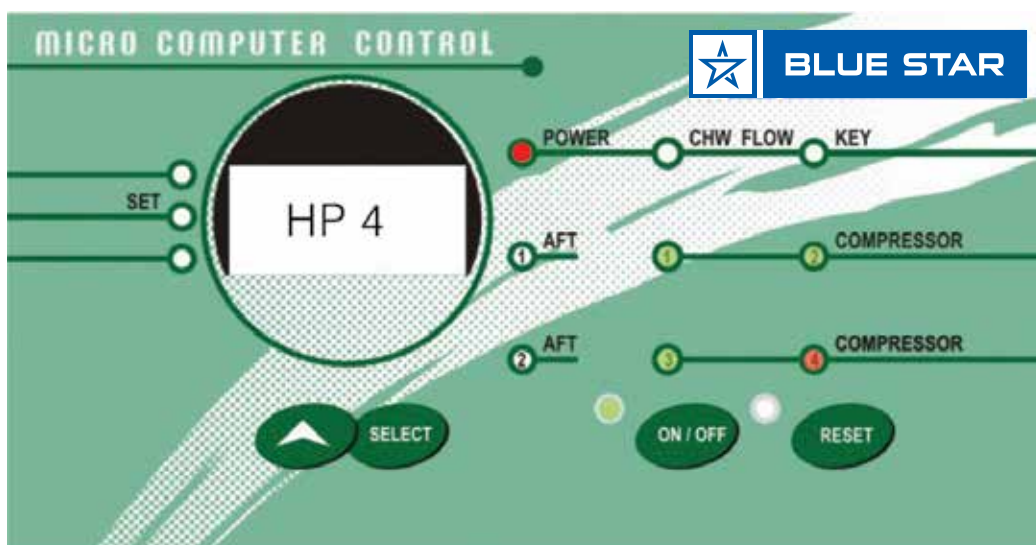 MICRO COMPUTER CONTROL
BLUE STAR
POWER CHW FLOW KEY
SET
HP 4
1 AFT 1 2 COMPRESSOR
2 AFT 3 4 COMPRESSOR
SELECT ON / OFF RESET